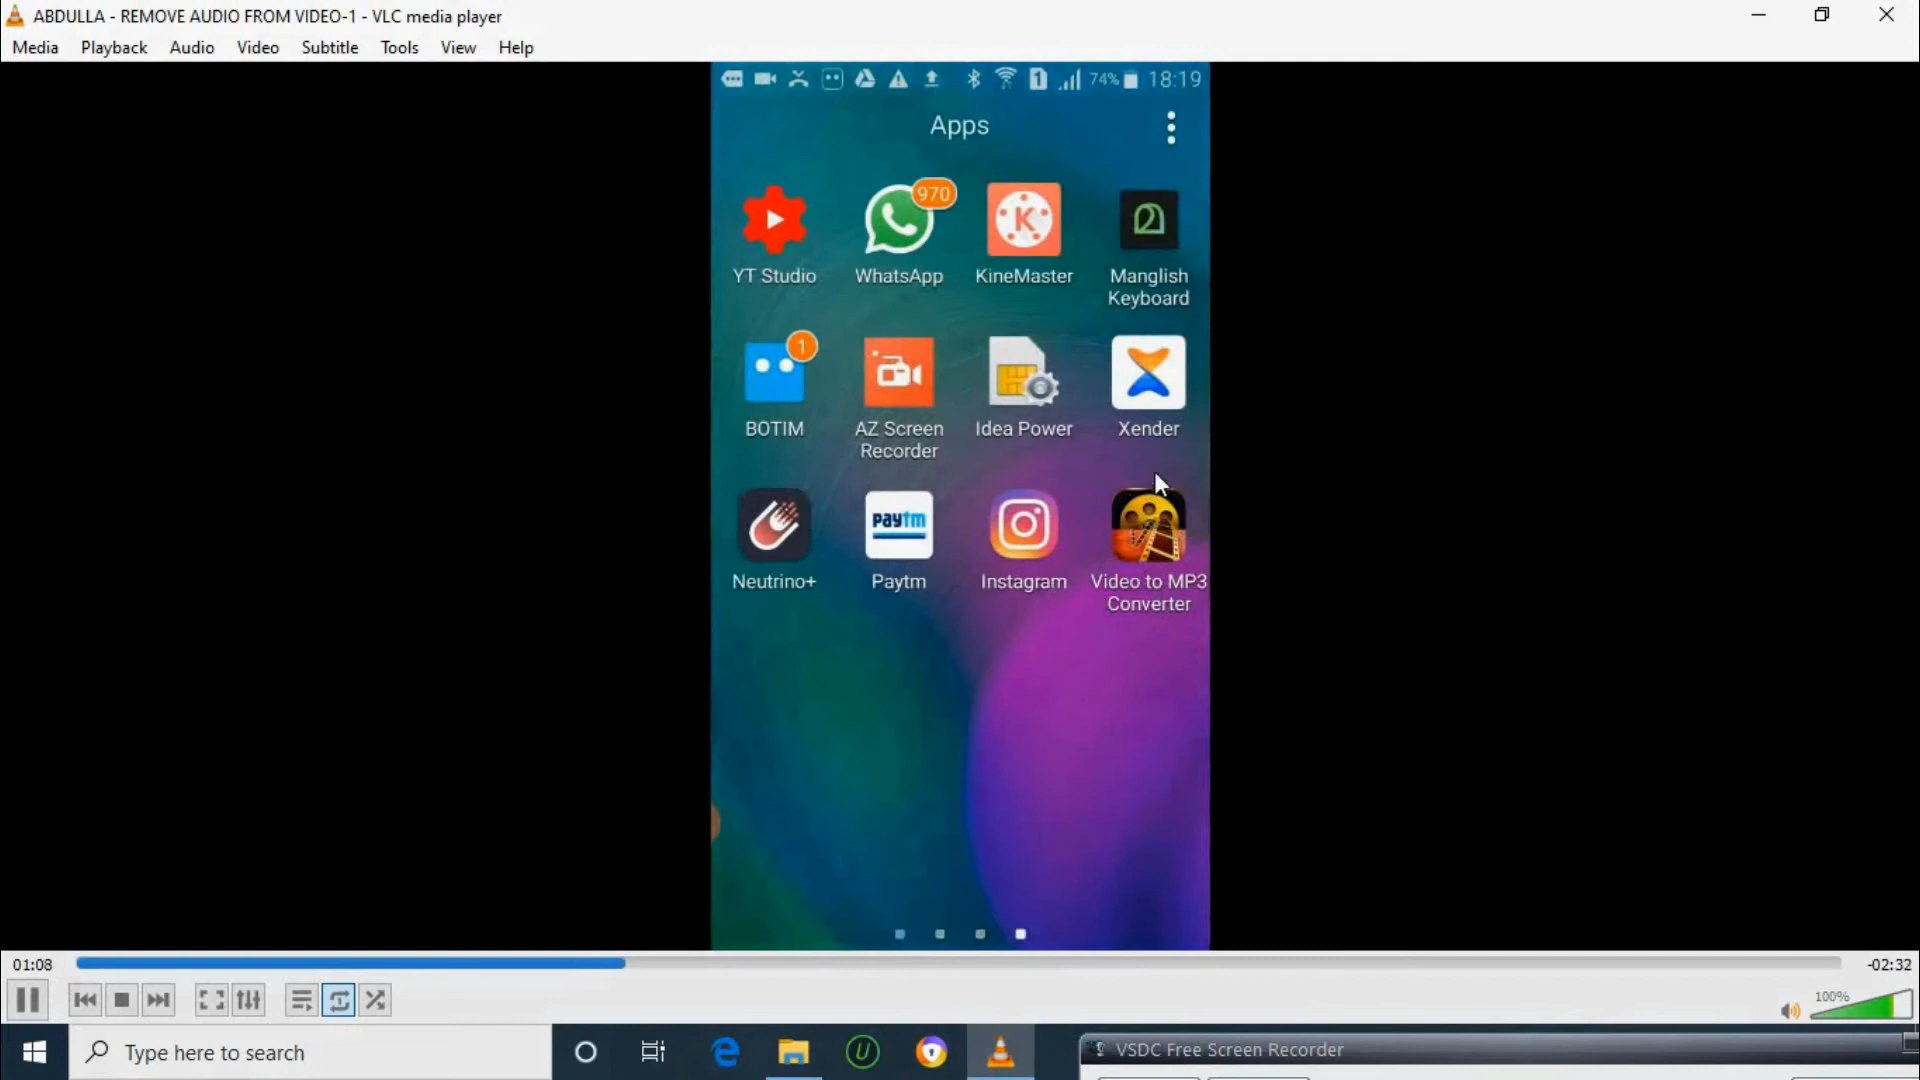 ABDULLA - REMOVE AUDIO FROM VIDEO-1 - VLC media player
Media Playback Audio Video Subtitle Tools View Help
1 74% 18:19
Apps
970
YT Studio WhatsApp KineMaster Manglish
Keyboard
1
BOTIM AZ Screen Idea Power Xender
Recorder
paytm
Neutrino+ Paytm Instagram Video to MP3
Converter
01:08 -02:32
100%
Type here to search
VSDC Free Screen Recorder